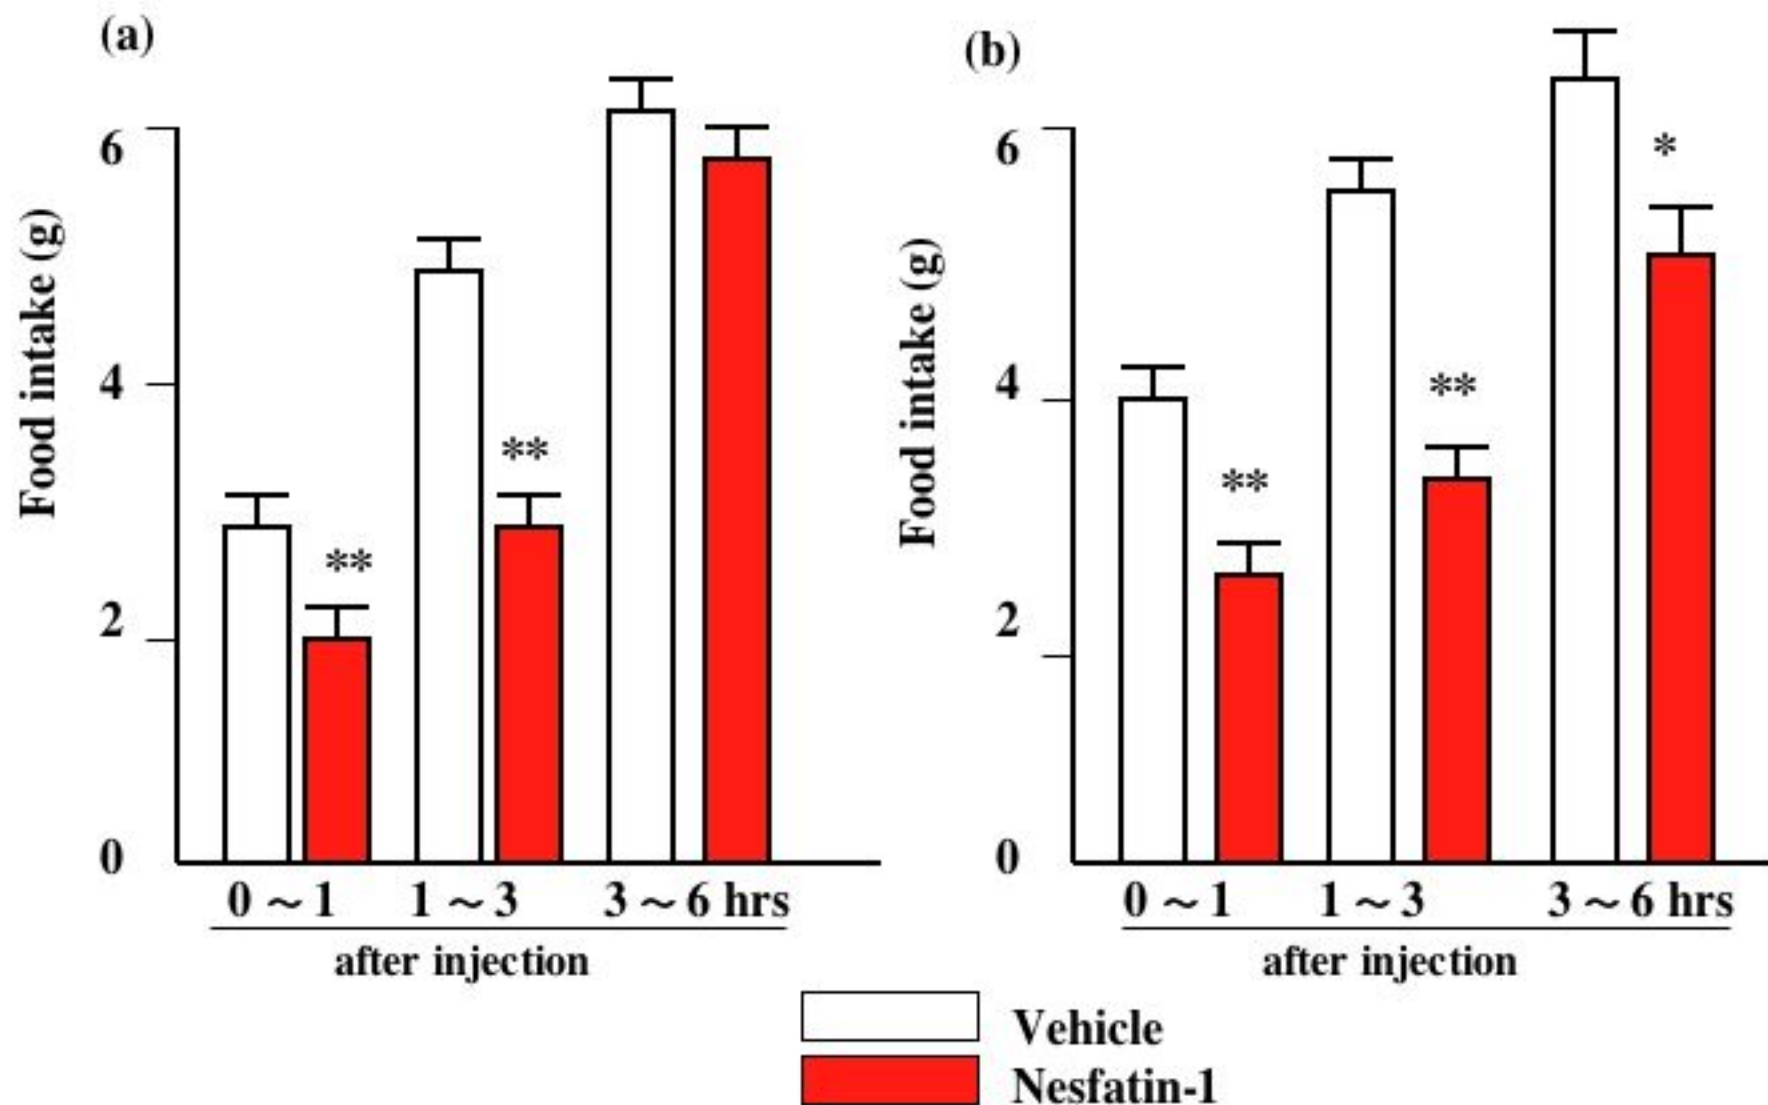 (a)
6
4
2
0
Food intake (g)
**
**
0 ~ 1 1 ~ 3 3 ~ 6 hrs
after injection
(b)
6
4
2
0
Food intake (g)
**
**
*
0 ~ 1 1 ~ 3 3 ~ 6 hrs
after injection
Vehicle
Nesfatin-1